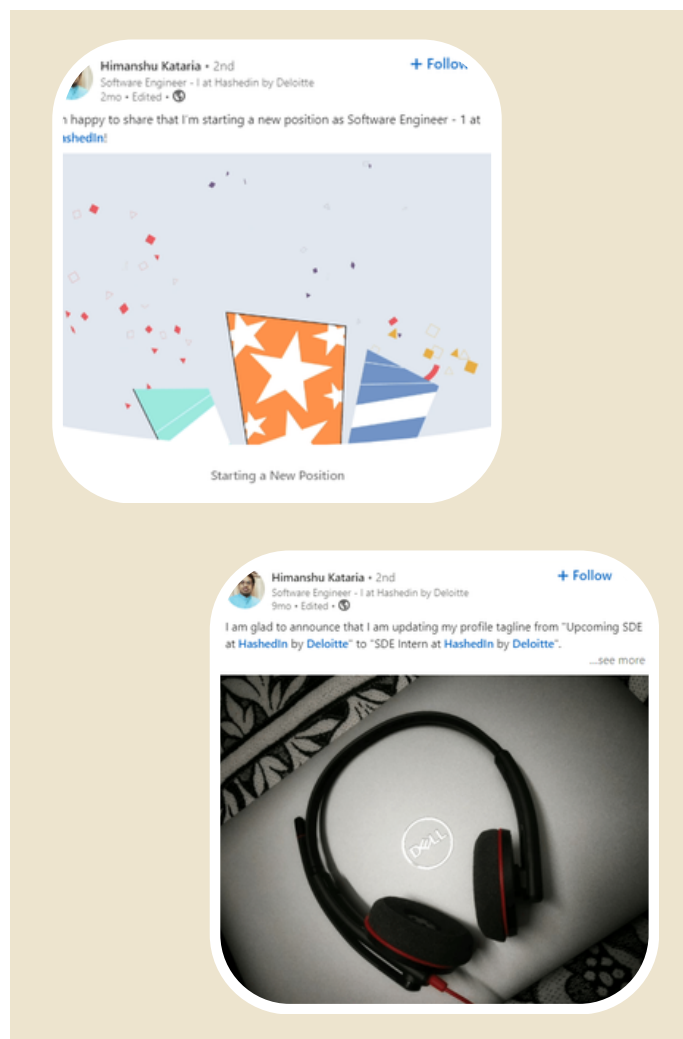 Himanshu Kataria • 2nd
+ Follow
Software Engineer - I at Hashedin by Deloitte
2mo • Edited •
happy to share that I'm starting a new position as Software Engineer - 1 at
ashedIn!
Starting a New Position
Himanshu Kataria • 2nd
+ Follow
Software Engineer - I at Hashedin by Deloitte
9mo • Edited •
I am glad to announce that I am updating my profile tagline from "Upcoming SDE
at HashedIn by Deloitte" to "SDE Intern at HashedIn by Deloitte".
...see more
DELL